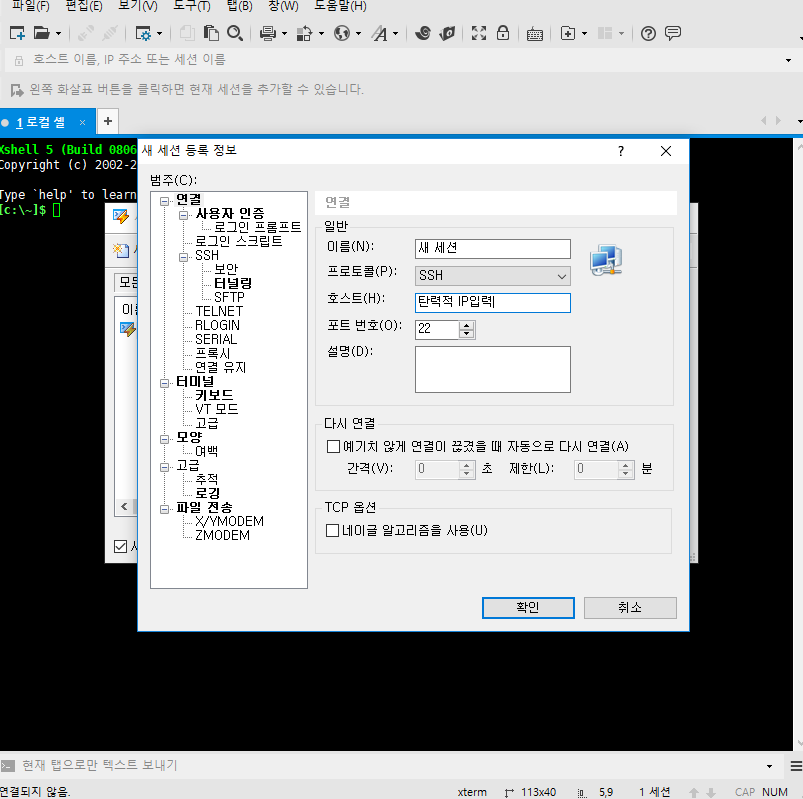 파일(F) 편집(E) 보기(V) 도구(T) 탭(B) 창(W) 도움말(H)
호스트 이름, IP 주소 또는 세션 이름
왼쪽 화살표 버튼을 클릭하면 현재 세션을 추가할 수 있습니다.
1 로컬 셸 × +
Xshell 5 (Build 0806
Copyright (c) 2002-2
Type `help' to learn
[c:\~]$
새 세션 등록 정보 ? ×
범주(C):
연결
사용자 인증
로그인 프롬프트
로그인 스크립트
SSH
보안
터널링
SFTP
TELNET
RLOGIN
SERIAL
프록시
연결 유지
터미널
키보드
VT 모드
고급
모양
여백
고급
추적
로깅
파일 전송
X/YMODEM
ZMODEM
연결
일반
이름(N): 새 세션
프로토콜(P): SSH
호스트(H): 탄력적 IP입력
포트 번호(O): 22
설명(D):
다시 연결
예기치 않게 연결이 끊겼을 때 자동으로 다시 연결(A)
간격(V): 0 초 제한(L): 0 분
TCP 옵션
네이글 알고리즘을 사용(U)
확인 취소
현재 탭으로만 텍스트 보내기
연결되지 않음. xterm 113x40 5,9 1 세션 CAP NUM